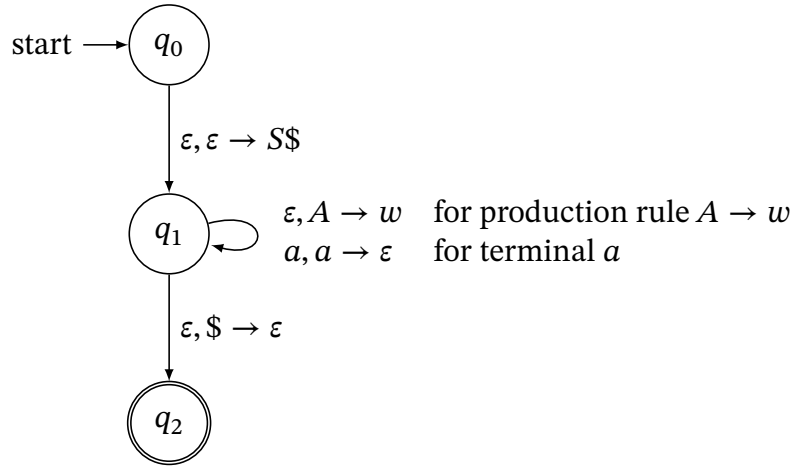 start q₀
ε, ε → S$
q₁
ε, A → w for production rule A → w
a, a → ε for terminal a
ε, $ → ε
q₂